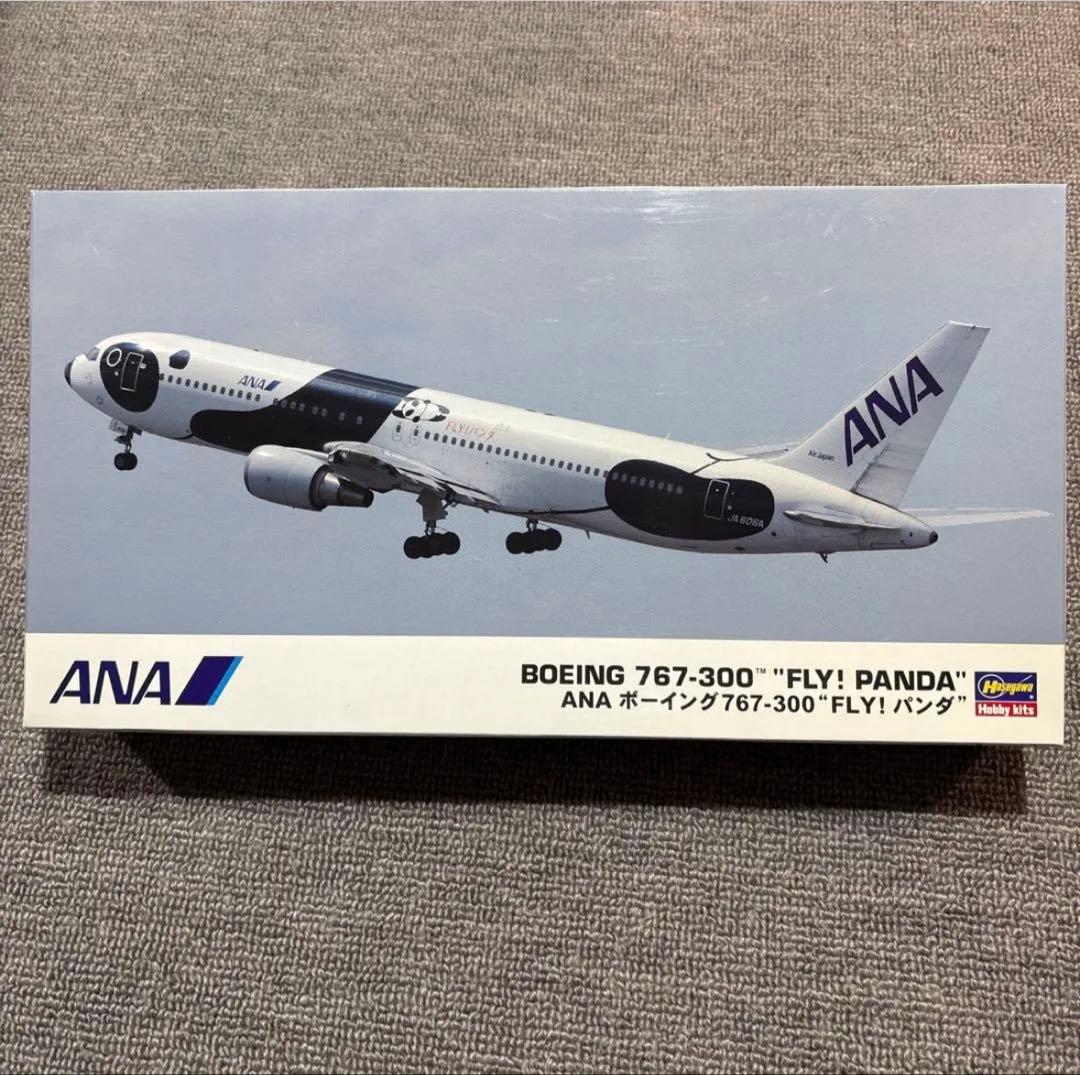 ANA
FLY!パンダ
ANA
Air Japan
JA606A
ANA
BOEING 767-300™ "FLY! PANDA"
ANA ボーイング767-300 “FLY! パンダ”
Hasegawa
Hobby kits